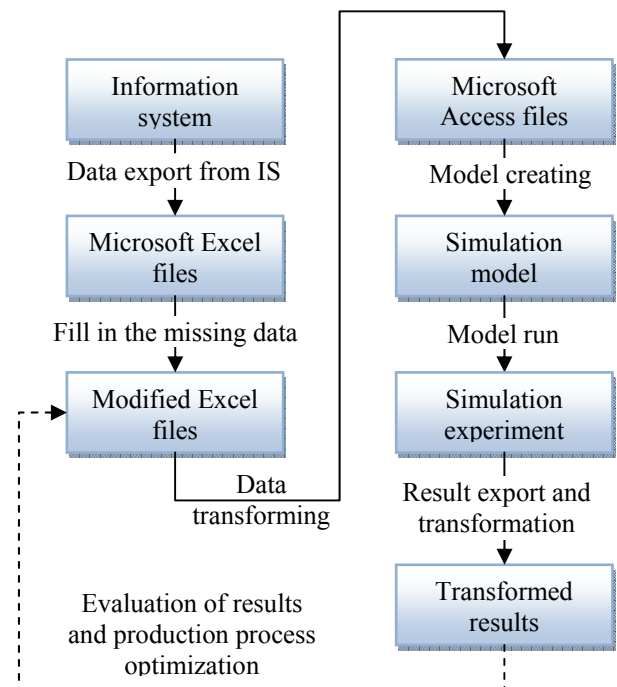 Information
system
Data export from IS
Microsoft Excel
files
Fill in the missing data
Modified Excel
files
Data
transforming
Microsoft
Access files
Model creating
Simulation
model
Model run
Simulation
experiment
Result export and
transformation
Transformed
results
Evaluation of results
and production process
optimization